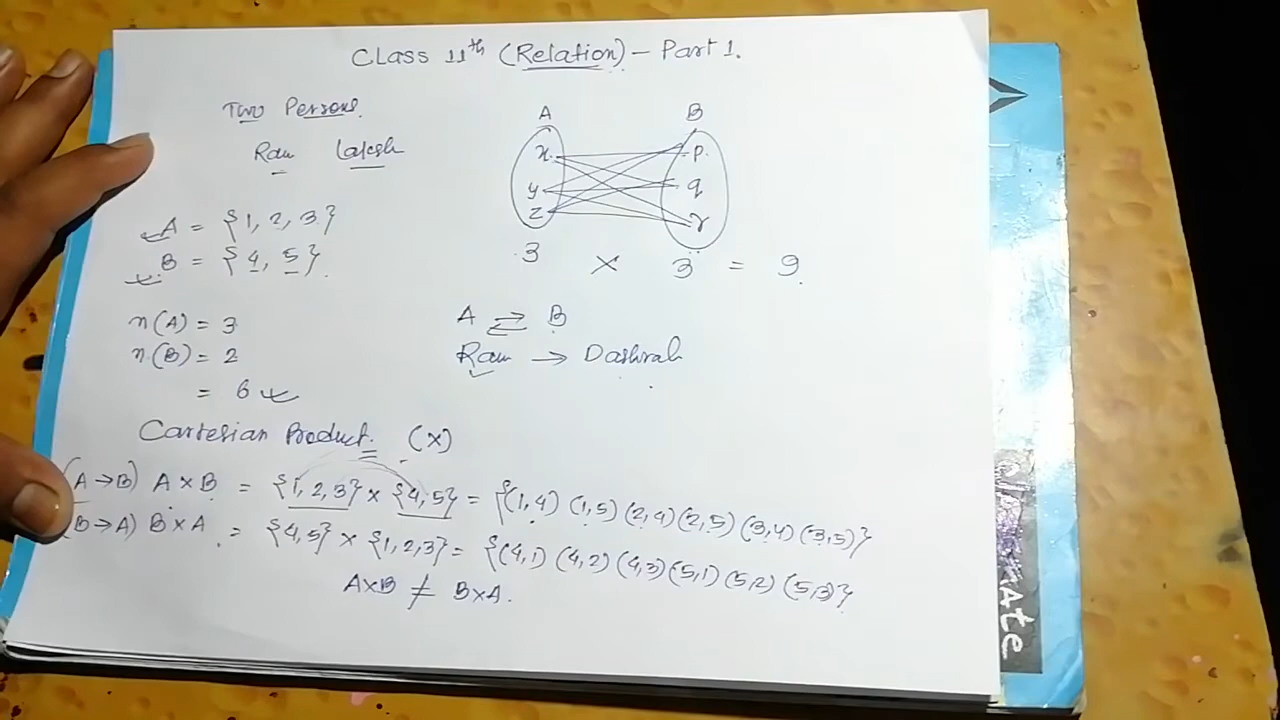 Class 11th (Relation) - Part 1.
Two Persons.
Ram Laksh
A = {1, 2, 3}
B = {4, 5}
n(A) = 3
n(B) = 2
= 6
A B
x p
y q
z r
3 × 3 = 9
A ⇄ B
Ram → Dashrah
Cartesian Product. (×)
(A→B) A×B = {1, 2, 3} × {4, 5} = {(1,4) (1,5) (2,4) (2,5) (3,4) (3,5)}
(B→A) B×A = {4,5} × {1,2,3} = {(4,1) (4,2) (4,3) (5,1) (5,2) (5,3)}
A×B ≠ B×A.